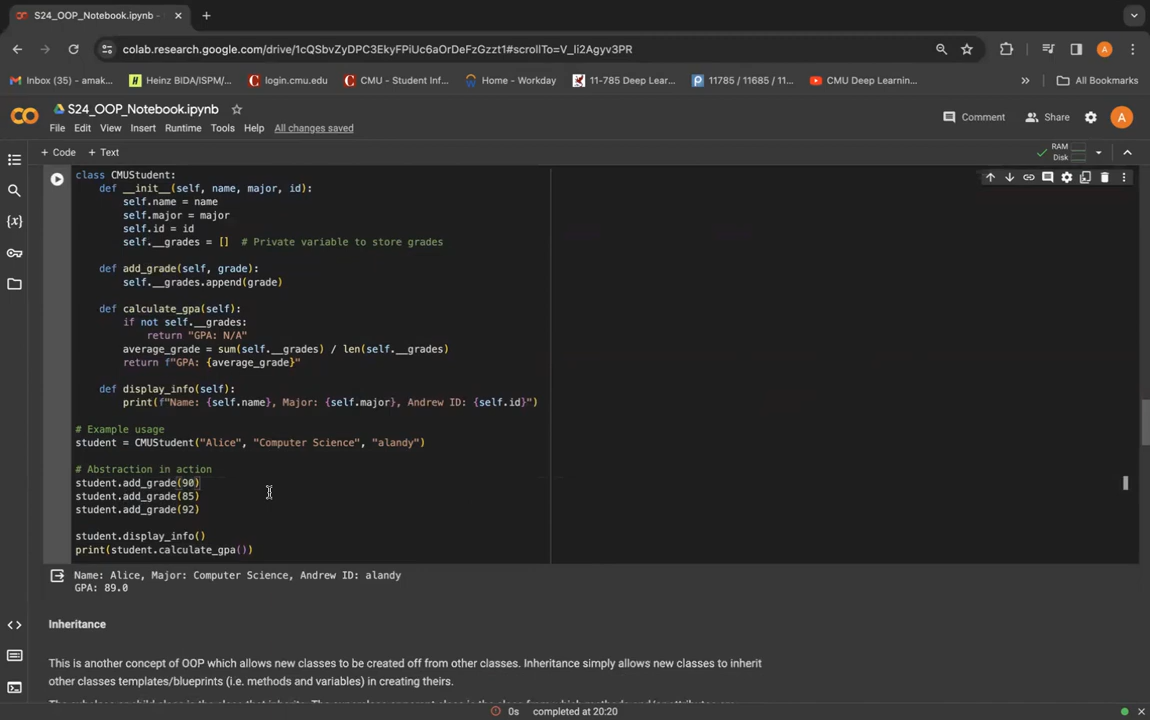 S24_OOP_Notebook.ipynb -
colab.research.google.com/drive/1cQSbvZyDPC3EkyFPiUc6aOrDeFzGzzt1#scrollTo=V_li2Agyv3PR
A
Inbox (35) - amak...
Heinz BIDA/ISPM/...
login.cmu.edu
CMU - Student Inf...
Home - Workday
11-785 Deep Lear...
11785 / 11685 / 11...
CMU Deep Learnin...
All Bookmarks
S24_OOP_Notebook.ipynb
File Edit View Insert Runtime Tools Help All changes saved
Comment
Share
A
+ Code + Text
RAM
Disk
class CMUStudent:
    def __init__(self, name, major, id):
        self.name = name
        self.major = major
        self.id = id
        self.__grades = []  # Private variable to store grades
    def add_grade(self, grade):
        self.__grades.append(grade)
    def calculate_gpa(self):
        if not self.__grades:
            return "GPA: N/A"
        average_grade = sum(self.__grades) / len(self.__grades)
        return f"GPA: {average_grade}"
    def display_info(self):
        print(f"Name: {self.name}, Major: {self.major}, Andrew ID: {self.id}")
# Example usage
student = CMUStudent("Alice", "Computer Science", "alandy")
# Abstraction in action
student.add_grade(90)
student.add_grade(85)
student.add_grade(92)
student.display_info()
print(student.calculate_gpa())
Name: Alice, Major: Computer Science, Andrew ID: alandy
GPA: 89.0
Inheritance
This is another concept of OOP which allows new classes to be created off from other classes. Inheritance simply allows new classes to inherit
other classes templates/blueprints (i.e. methods and variables) in creating theirs.
0s completed at 20:20